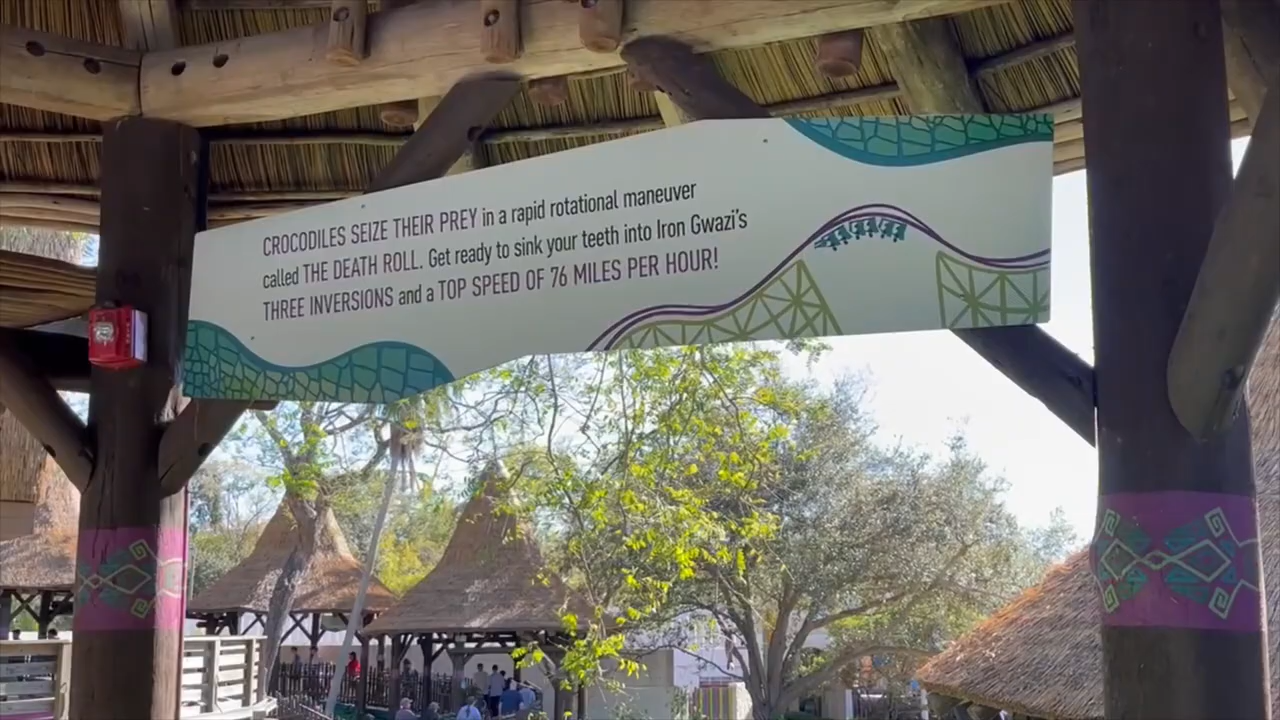 CROCODILES SEIZE THEIR PREY in a rapid rotational maneuver
called THE DEATH ROLL. Get ready to sink your teeth into Iron Gwazi's
THREE INVERSIONS and a TOP SPEED OF 76 MILES PER HOUR!